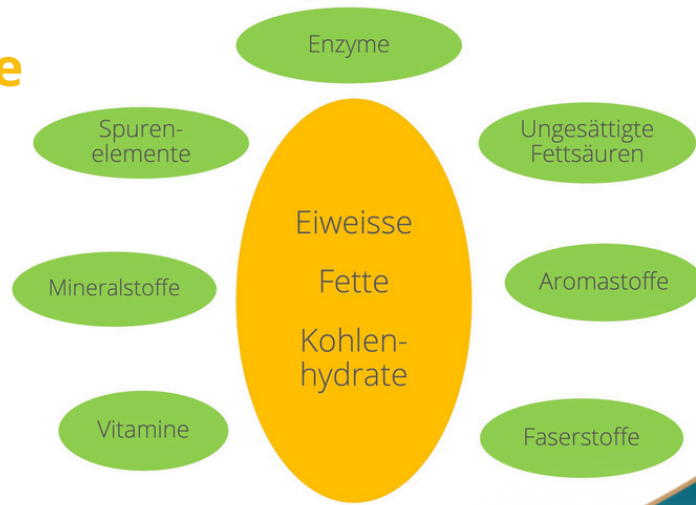 e
Enzyme
Spuren-
elemente
Ungesättigte
Fettsäuren
Eiweisse
Fette
Kohlen-
hydrate
Mineralstoffe
Aromastoffe
Vitamine
Faserstoffe